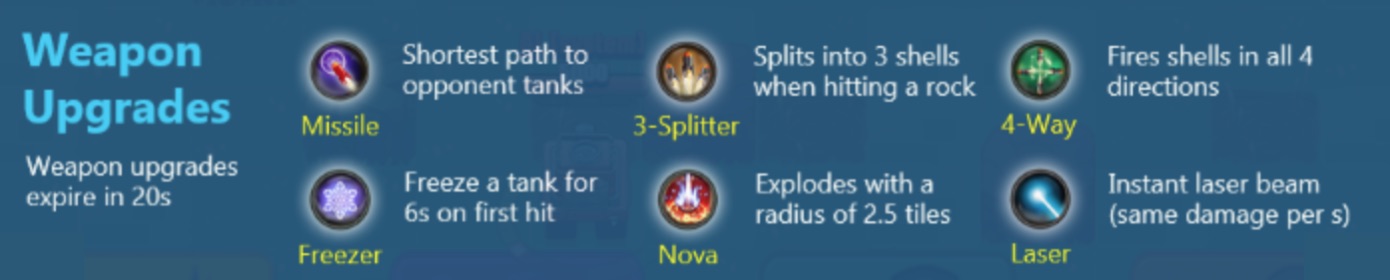 Weapon
Upgrades
Weapon upgrades
expire in 20s
Shortest path to
opponent tanks
Missile
Splits into 3 shells
when hitting a rock
3-Splitter
Fires shells in all 4
directions
4-Way
Freeze a tank for
6s on first hit
Freezer
Explodes with a
radius of 2.5 tiles
Nova
Instant laser beam
(same damage per s)
Laser